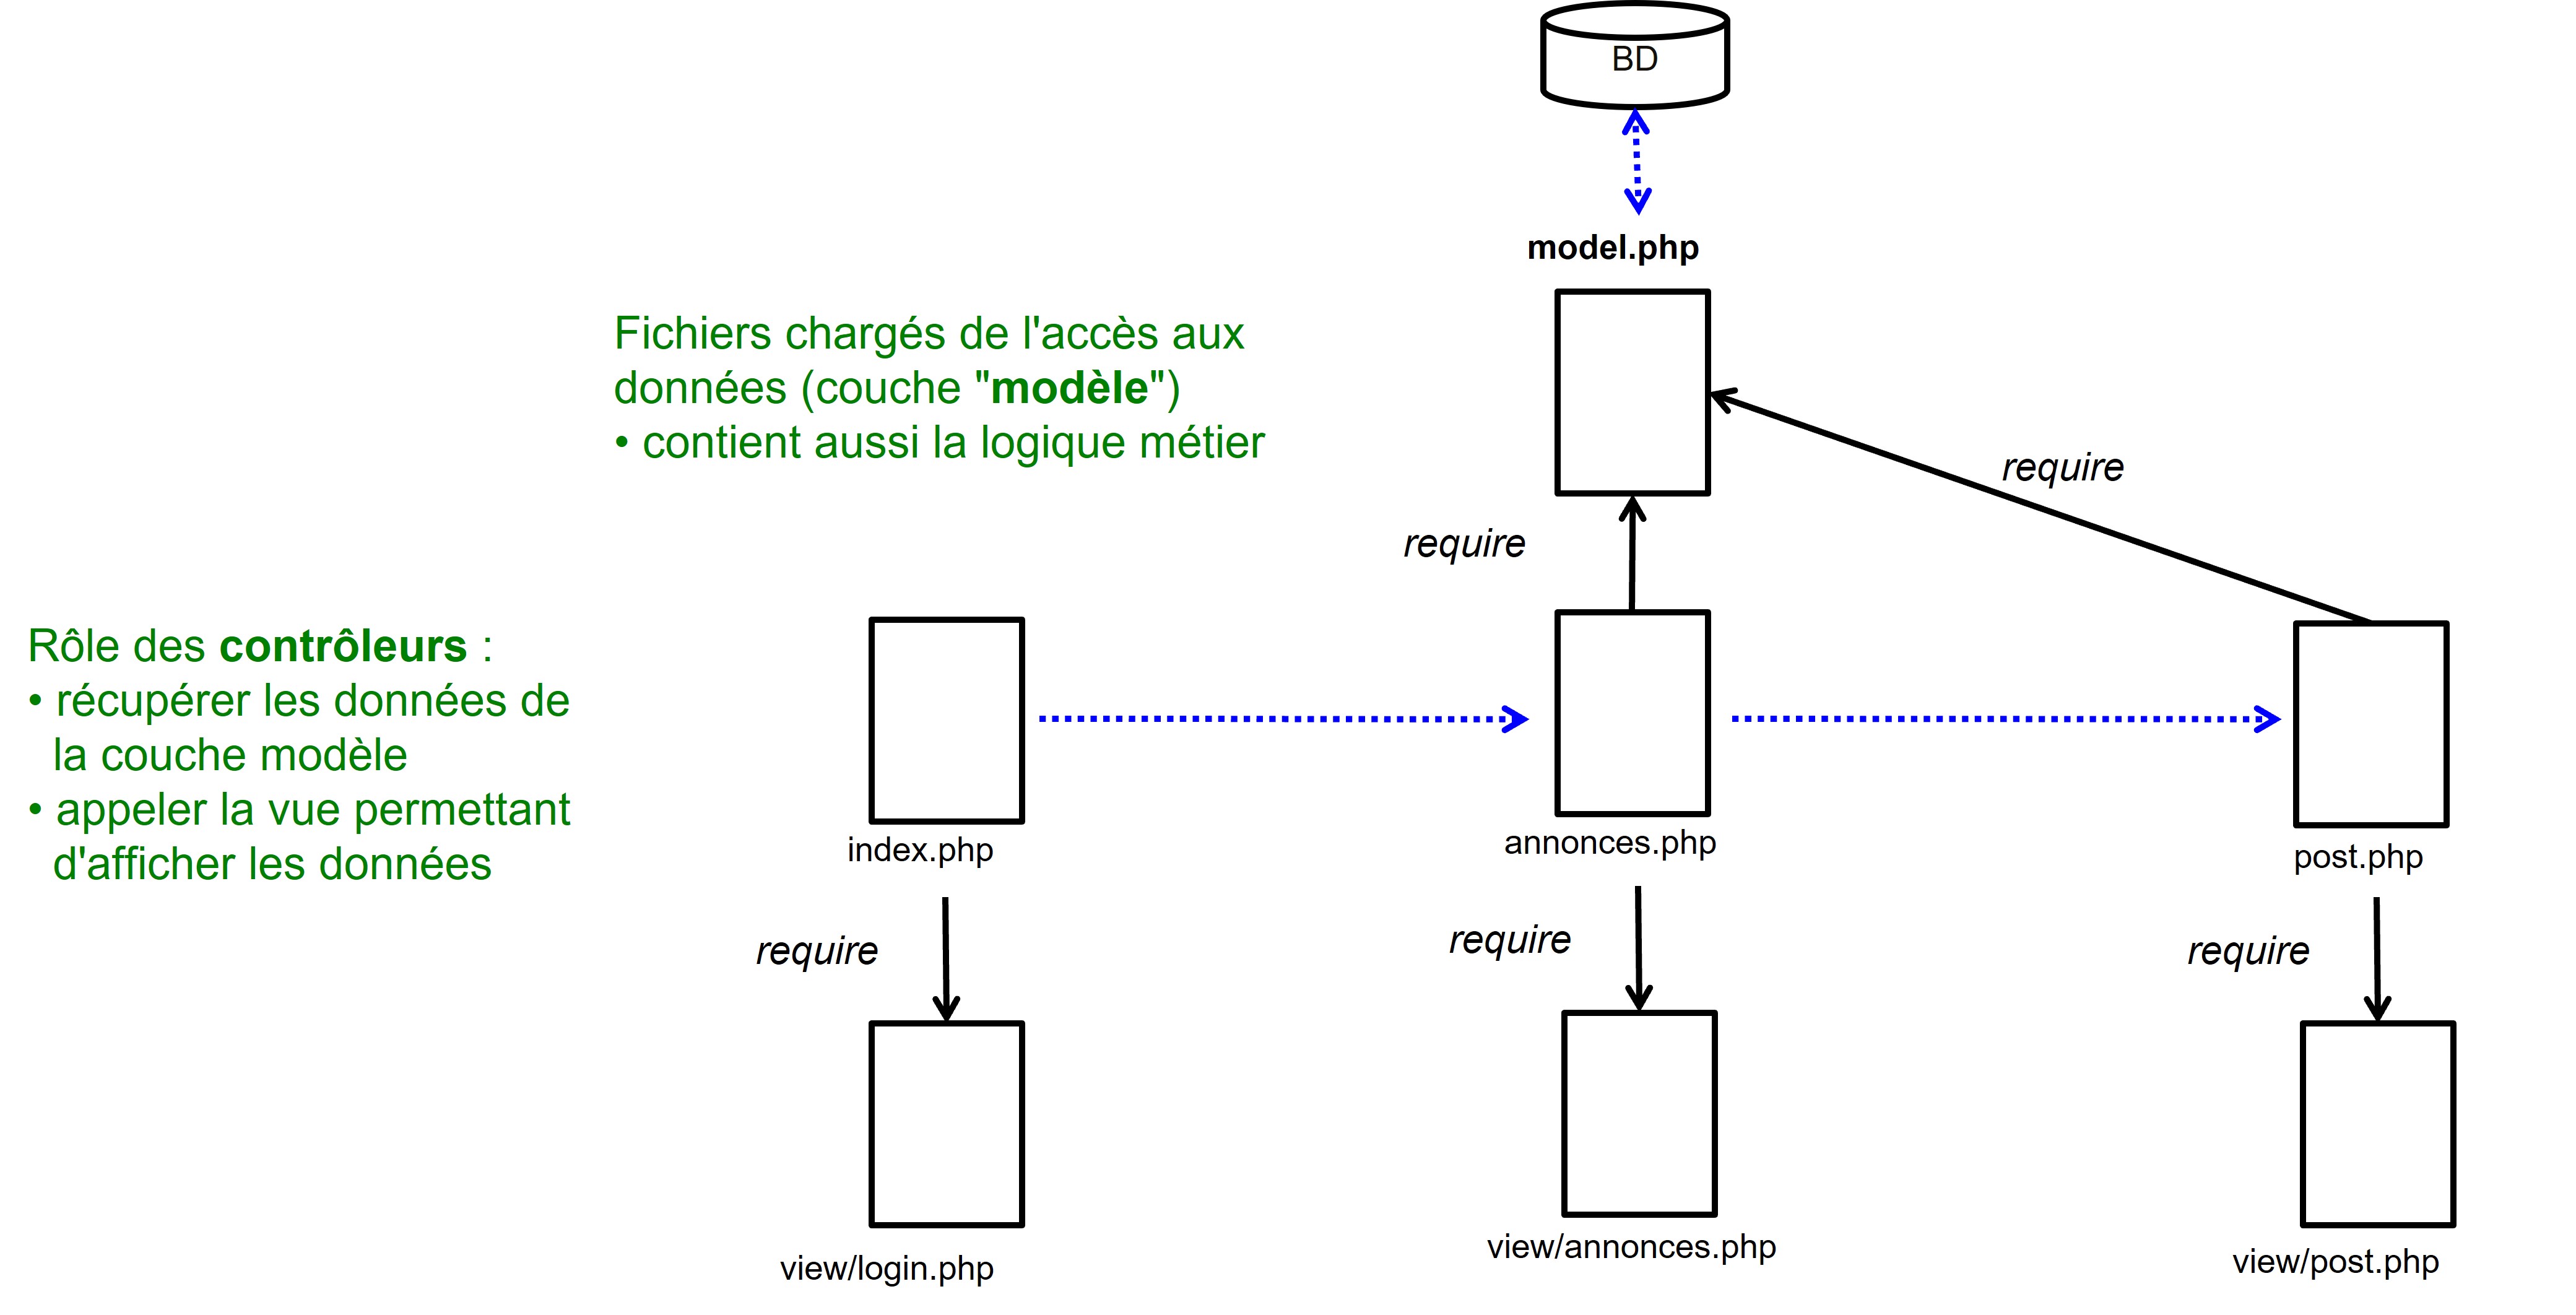 BD
model.php
Fichiers chargés de l'accès aux
données (couche "modèle")
• contient aussi la logique métier
require
require
Rôle des contrôleurs :
• récupérer les données de
la couche modèle
• appeler la vue permettant
d'afficher les données
index.php
annonces.php
post.php
require
require
require
view/login.php
view/annonces.php
view/post.php